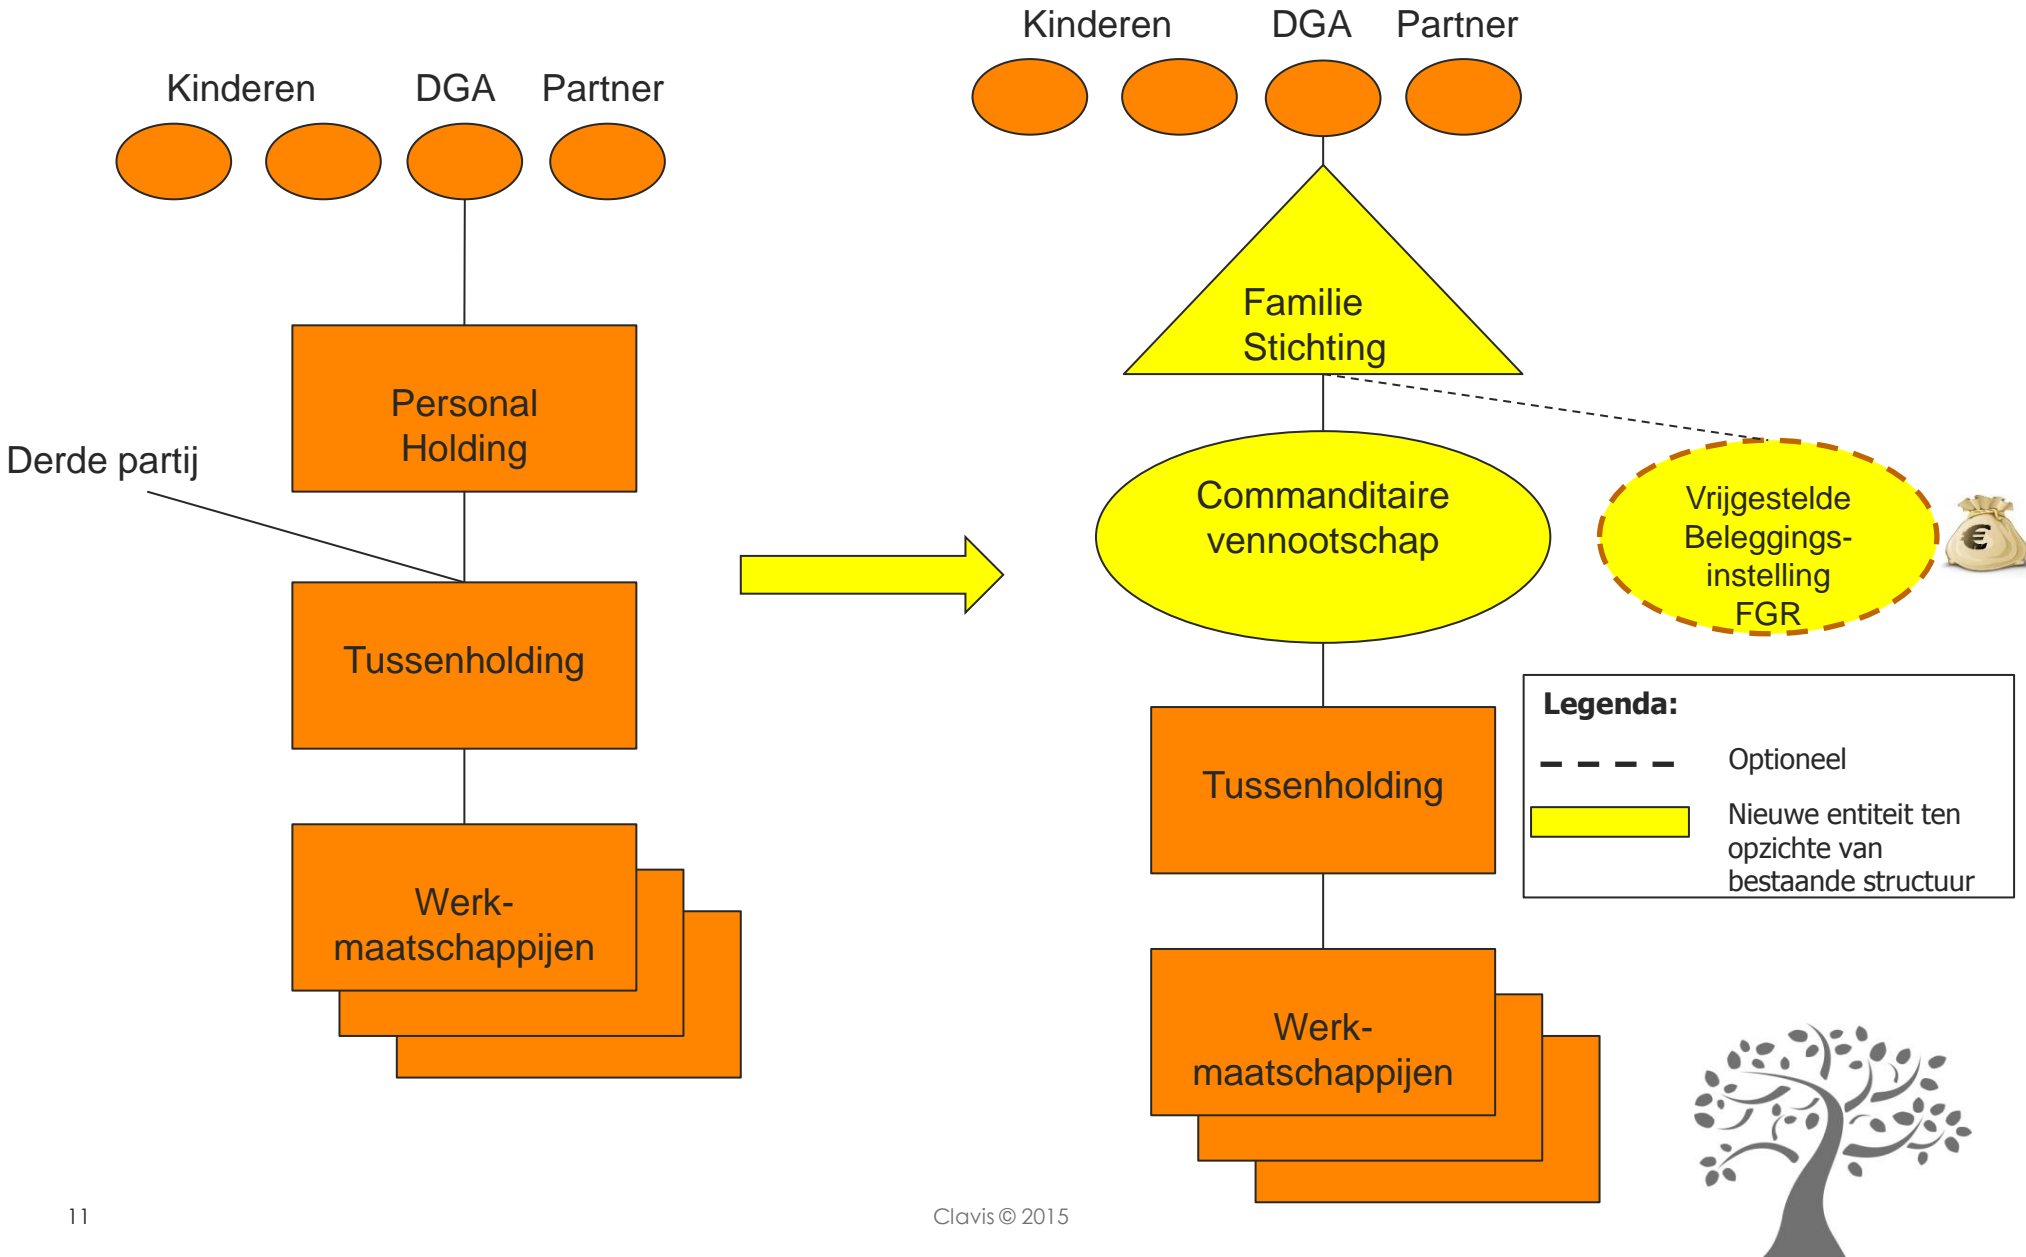 Kinderen DGA Partner
Personal
Holding
Derde partij
Tussenholding
Werk-
maatschappijen
Kinderen DGA Partner
Familie
Stichting
Commanditaire
vennootschap
Vrijgestelde
Beleggings-
instelling
FGR
€
Tussenholding
Werk-
maatschappijen
Legenda:
Optioneel
Nieuwe entiteit ten
opzichte van
bestaande structuur
11
Clavis © 2015